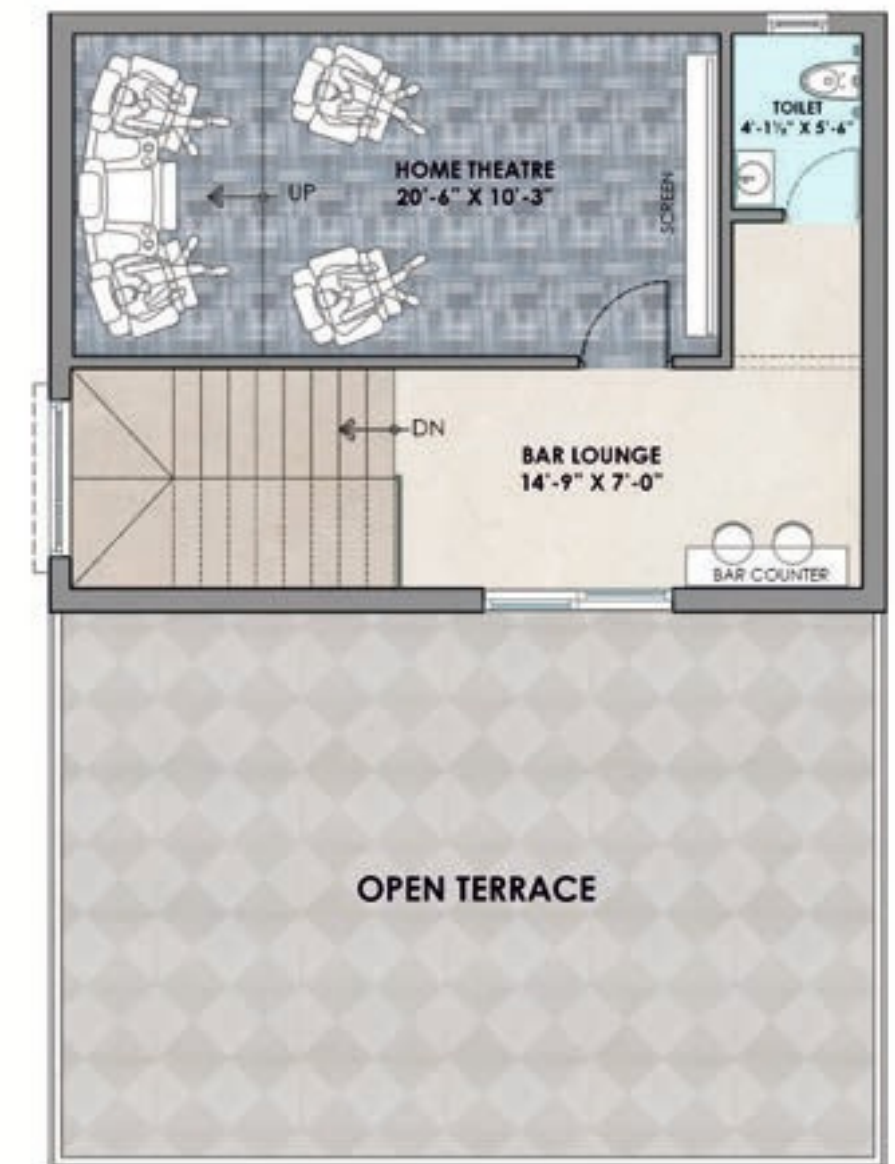 TOILET
4'-1½" X 5'-6"
HOME THEATRE
20'-6" X 10'-3"
UP
SCREEN
DN
BAR LOUNGE
14'-9" X 7'-0"
BAR COUNTER
OPEN TERRACE